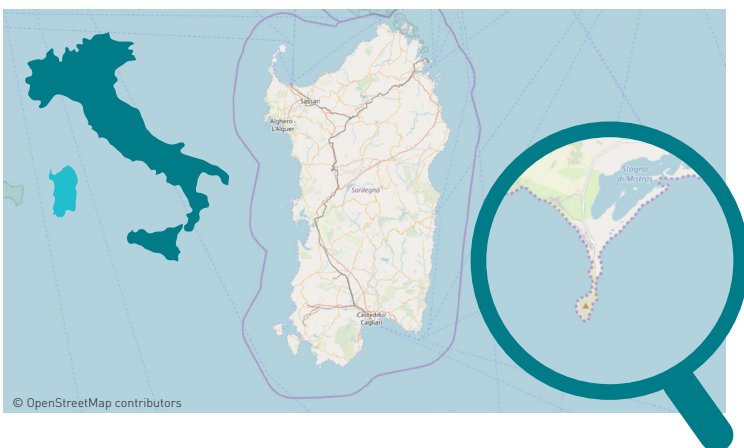 Sassari
Alghero
L'Alguer
Sardegna
Casteddu/
Cagliari
Stagno
di Mistras
© OpenStreetMap contributors